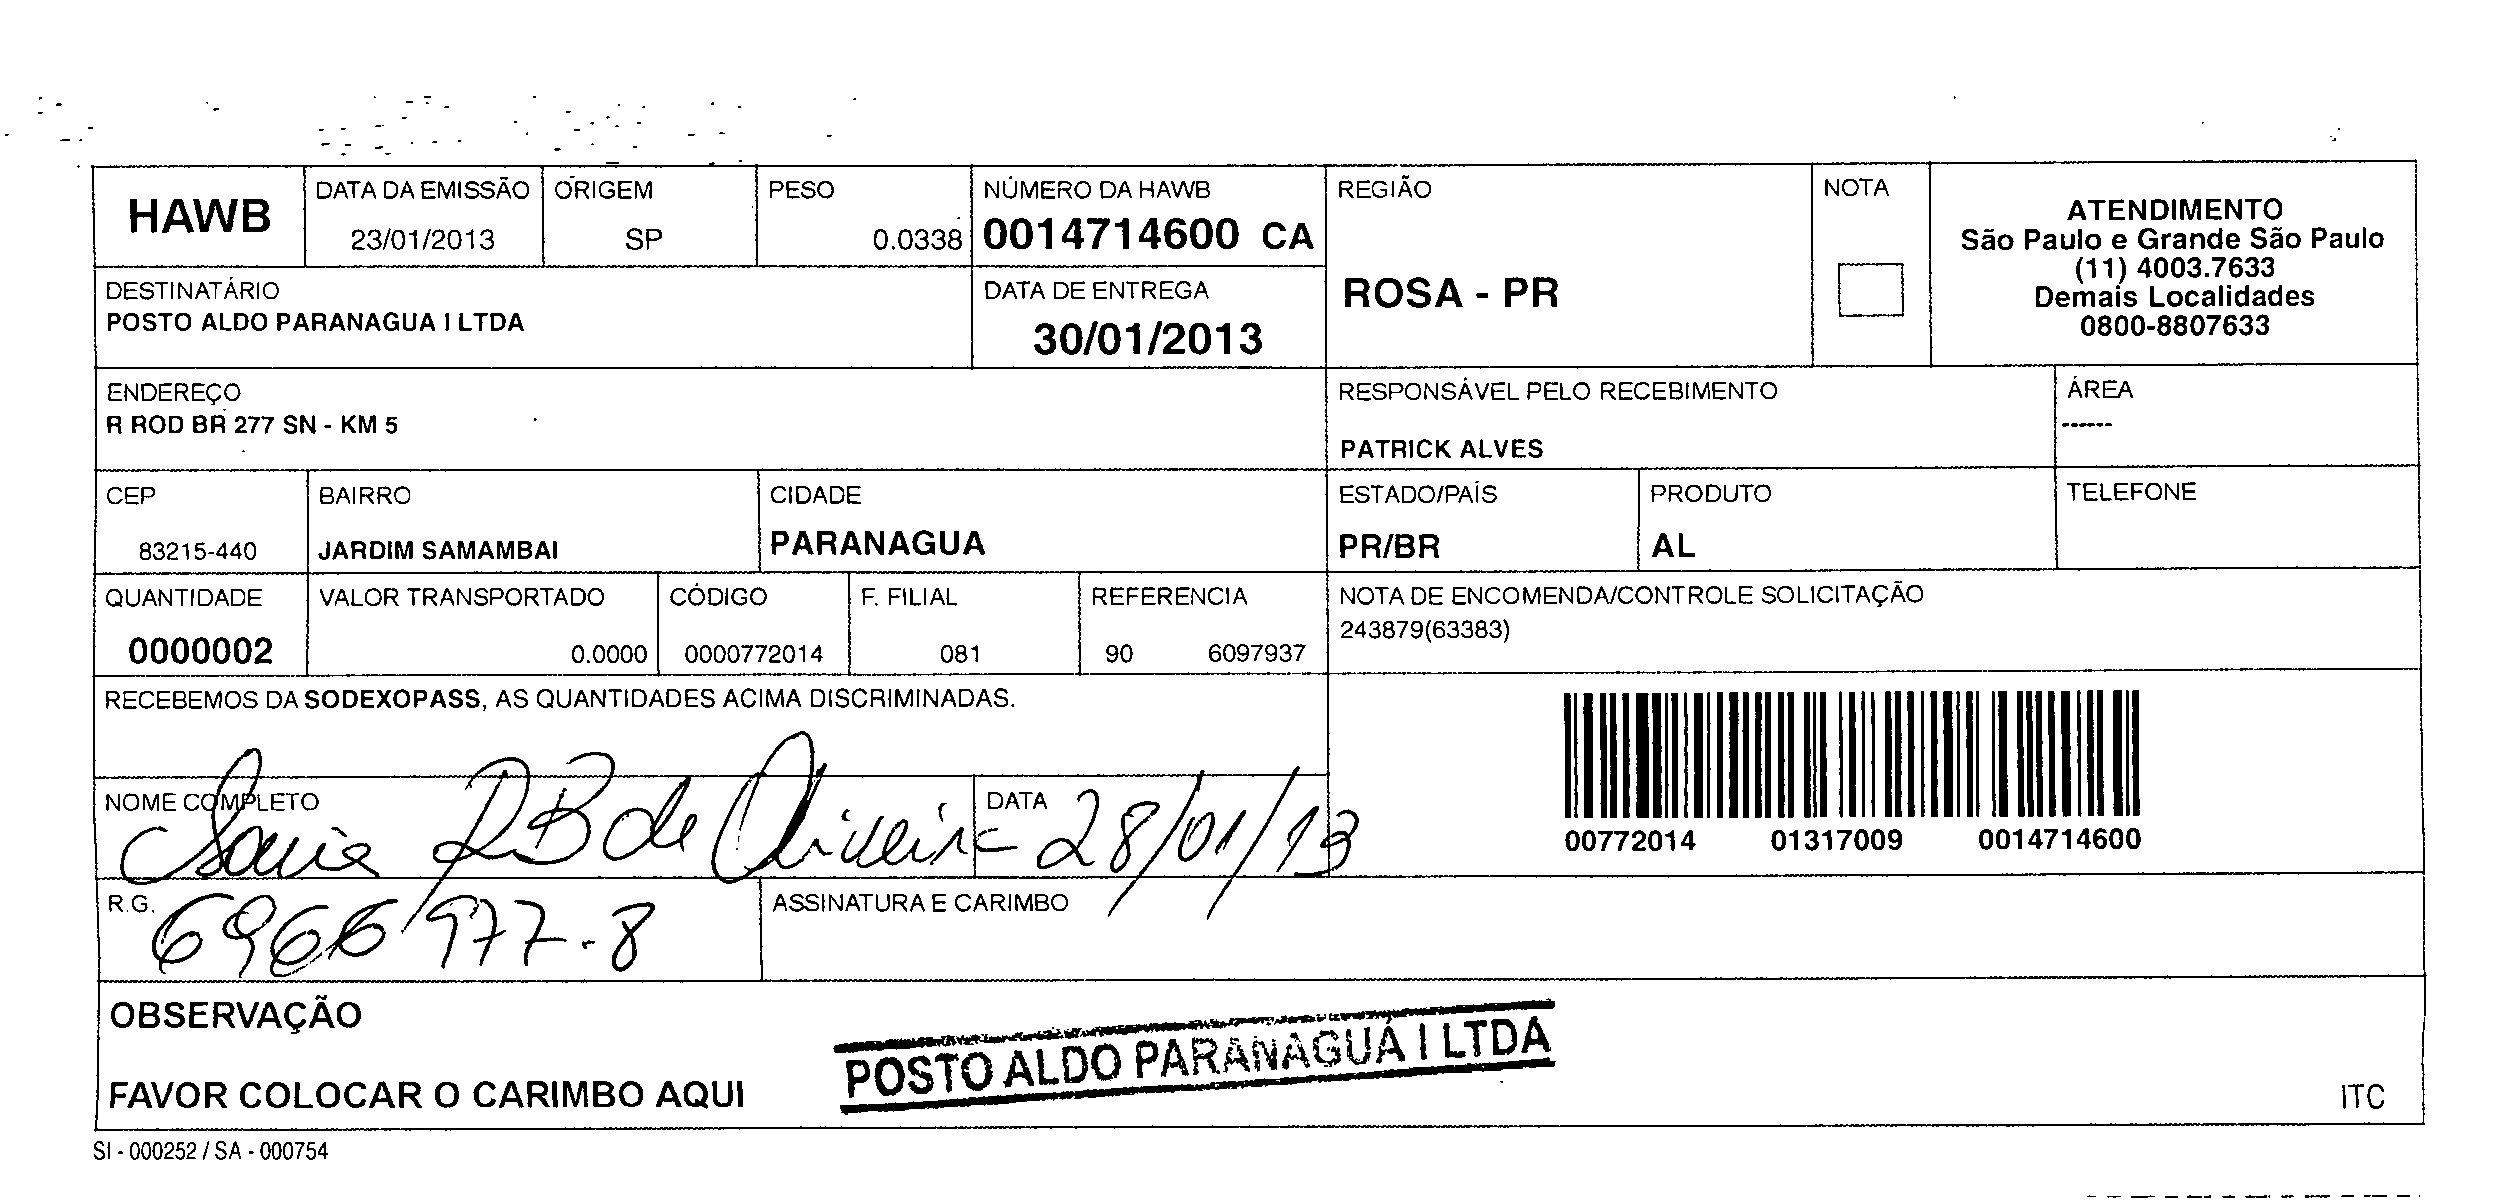 HAWB
DATA DA EMISSÃO
23/01/2013
ORIGEM
SP
PESO
0.0338
NÚMERO DA HAWB
0014714600 CA
REGIÃO
ROSA - PR
NOTA
ATENDIMENTO
São Paulo e Grande São Paulo
(11) 4003.7633
Demais Localidades
0800-8807633
DESTINATÁRIO
POSTO ALDO PARANAGUA I LTDA
DATA DE ENTREGA
30/01/2013
ENDEREÇO
R ROD BR 277 SN - KM 5
RESPONSÁVEL PELO RECEBIMENTO
PATRICK ALVES
ÁREA
------
CEP
83215-440
BAIRRO
JARDIM SAMAMBAI
CIDADE
PARANAGUA
ESTADO/PAÍS
PR/BR
PRODUTO
AL
TELEFONE
QUANTIDADE
0000002
VALOR TRANSPORTADO
0.0000
CÓDIGO
0000772014
F. FILIAL
081
REFERENCIA
90 6097937
NOTA DE ENCOMENDA/CONTROLE SOLICITAÇÃO
243879(63383)
RECEBEMOS DA SODEXOPASS, AS QUANTIDADES ACIMA DISCRIMINADAS.
00772014 01317009 0014714600
NOME COMPLETO
Sonia RB de Oliveira
DATA
28/01/13
R.G.
6966977-8
ASSINATURA E CARIMBO
OBSERVAÇÃO
FAVOR COLOCAR O CARIMBO AQUI
POSTO ALDO PARANAGUÁ I LTDA
ITC
SI - 000252 / SA - 000754